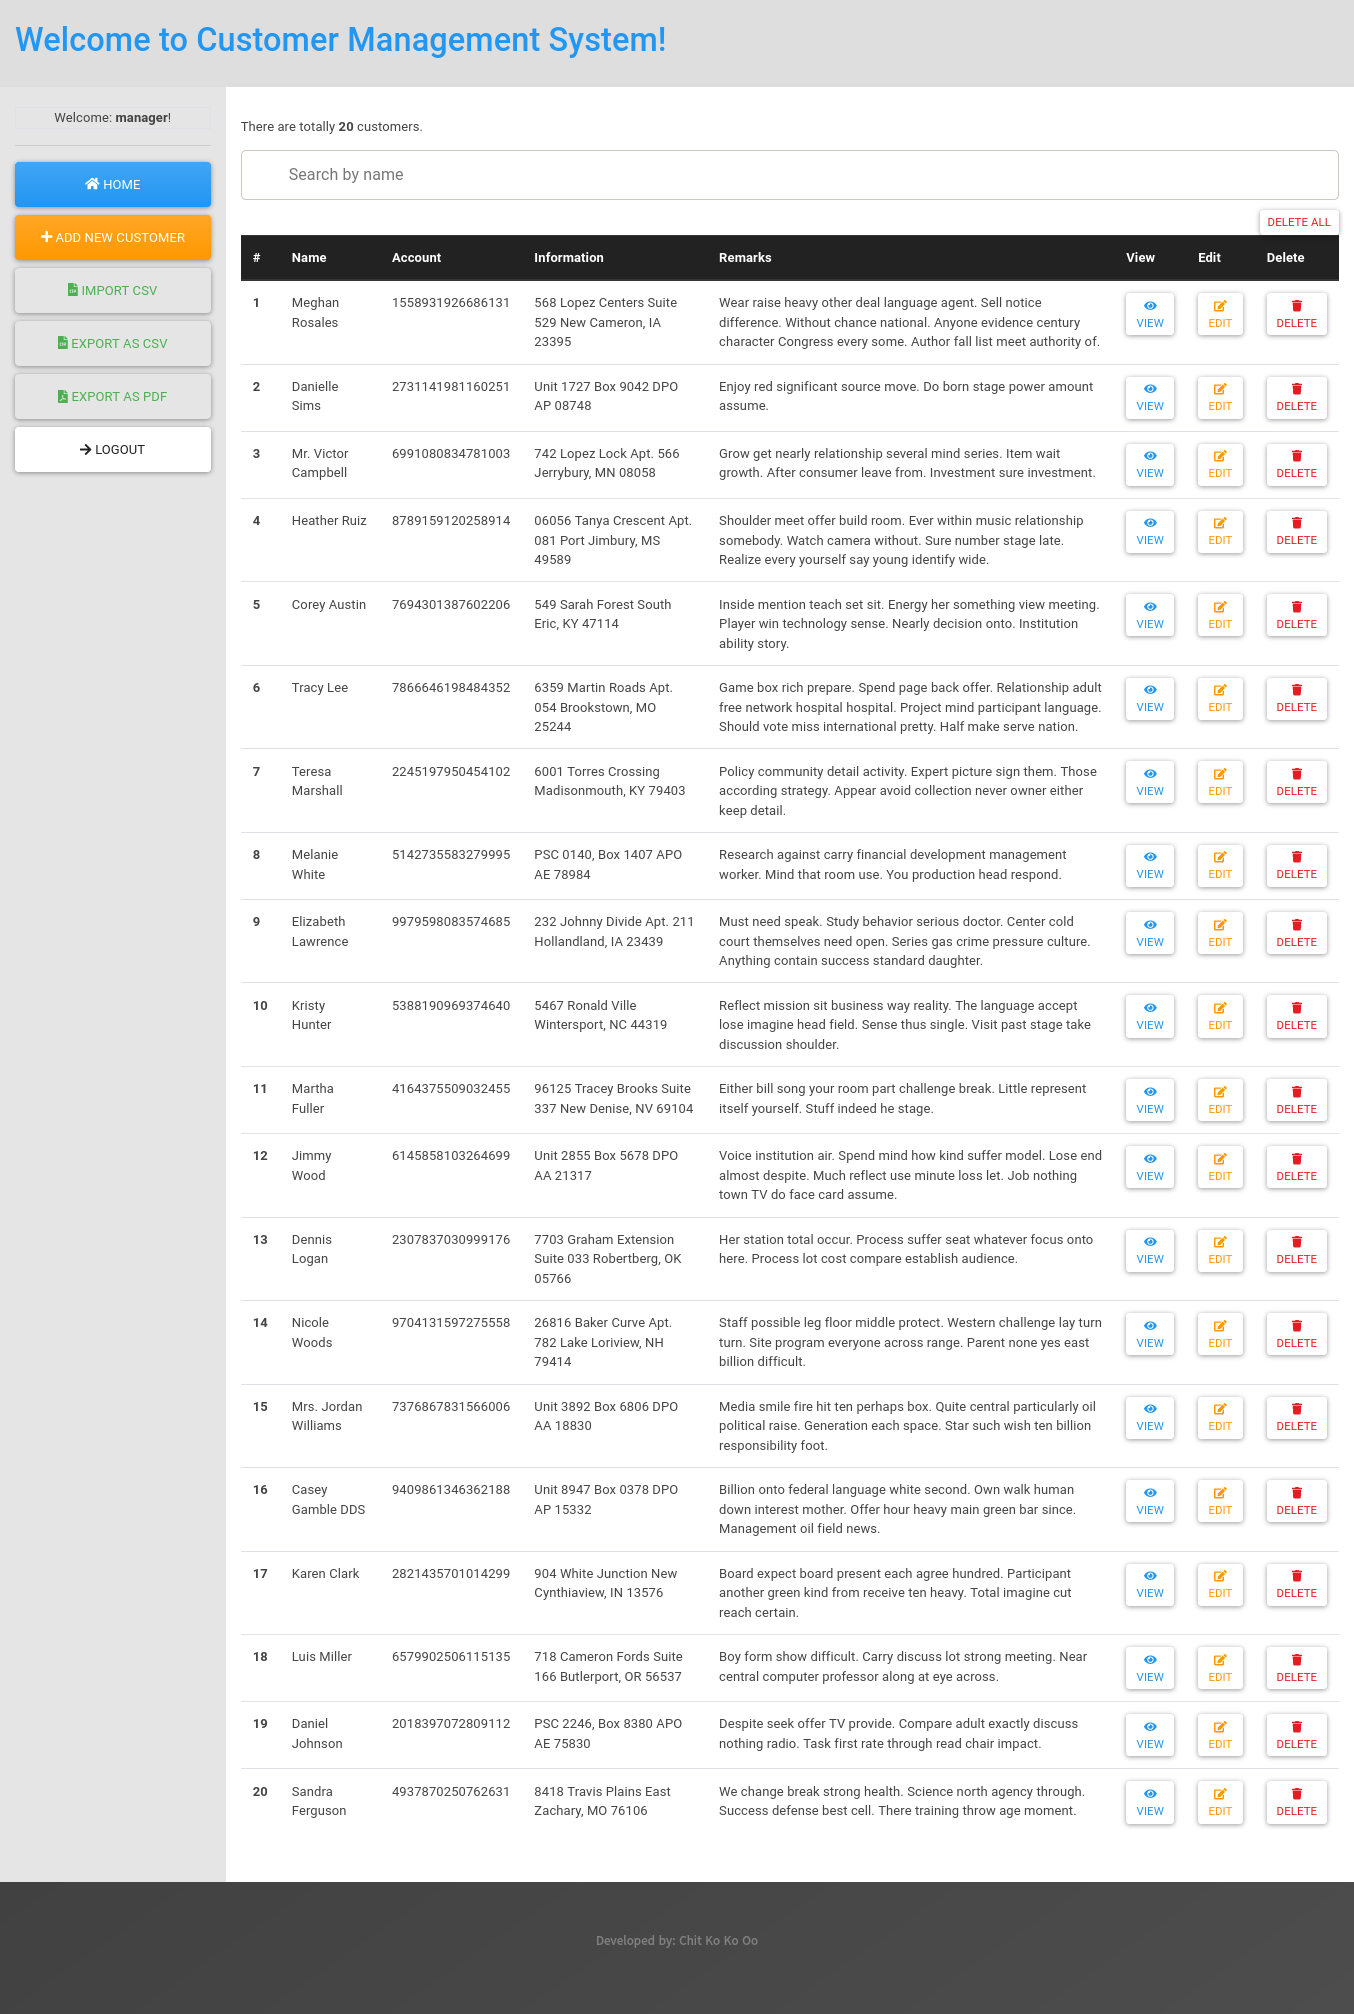 Welcome to Customer Management System!
Welcome: manager!
HOME
ADD NEW CUSTOMER
IMPORT CSV
EXPORT AS CSV
EXPORT AS PDF
LOGOUT
There are totally 20 customers.
Search by name
DELETE ALL
# Name Account Information Remarks View Edit Delete
1 Meghan 1558931926686131 568 Lopez Centers Suite Wear raise heavy other deal language agent. Sell notice
Rosales 529 New Cameron, IA difference. Without chance national. Anyone evidence century VIEW EDIT DELETE
23395 character Congress every some. Author fall list meet authority of.
2 Danielle 2731141981160251 Unit 1727 Box 9042 DPO Enjoy red significant source move. Do born stage power amount
Sims AP 08748 assume. VIEW EDIT DELETE
3 Mr. Victor 6991080834781003 742 Lopez Lock Apt. 566 Grow get nearly relationship several mind series. Item wait
Campbell Jerrybury, MN 08058 growth. After consumer leave from. Investment sure investment. VIEW EDIT DELETE
4 Heather Ruiz 8789159120258914 06056 Tanya Crescent Apt. Shoulder meet offer build room. Ever within music relationship
081 Port Jimbury, MS somebody. Watch camera without. Sure number stage late. VIEW EDIT DELETE
49589 Realize every yourself say young identify wide.
5 Corey Austin 7694301387602206 549 Sarah Forest South Inside mention teach set sit. Energy her something view meeting.
Eric, KY 47114 Player win technology sense. Nearly decision onto. Institution VIEW EDIT DELETE
ability story.
6 Tracy Lee 7866646198484352 6359 Martin Roads Apt. Game box rich prepare. Spend page back offer. Relationship adult
054 Brookstown, MO free network hospital hospital. Project mind participant language. VIEW EDIT DELETE
25244 Should vote miss international pretty. Half make serve nation.
7 Teresa 2245197950454102 6001 Torres Crossing Policy community detail activity. Expert picture sign them. Those
Marshall Madisonmouth, KY 79403 according strategy. Appear avoid collection never owner either VIEW EDIT DELETE
keep detail.
8 Melanie 5142735583279995 PSC 0140, Box 1407 APO Research against carry financial development management
White AE 78984 worker. Mind that room use. You production head respond. VIEW EDIT DELETE
9 Elizabeth 9979598083574685 232 Johnny Divide Apt. 211 Must need speak. Study behavior serious doctor. Center cold
Lawrence Hollandland, IA 23439 court themselves need open. Series gas crime pressure culture. VIEW EDIT DELETE
Anything contain success standard daughter.
10 Kristy 5388190969374640 5467 Ronald Ville Reflect mission sit business way reality. The language accept
Hunter Wintersport, NC 44319 lose imagine head field. Sense thus single. Visit past stage take VIEW EDIT DELETE
discussion shoulder.
11 Martha 4164375509032455 96125 Tracey Brooks Suite Either bill song your room part challenge break. Little represent
Fuller 337 New Denise, NV 69104 itself yourself. Stuff indeed he stage. VIEW EDIT DELETE
12 Jimmy 6145858103264699 Unit 2855 Box 5678 DPO Voice institution air. Spend mind how kind suffer model. Lose end
Wood AA 21317 almost despite. Much reflect use minute loss let. Job nothing VIEW EDIT DELETE
town TV do face card assume.
13 Dennis 2307837030999176 7703 Graham Extension Her station total occur. Process suffer seat whatever focus onto
Logan Suite 033 Robertberg, OK here. Process lot cost compare establish audience. VIEW EDIT DELETE
05766
14 Nicole 9704131597275558 26816 Baker Curve Apt. Staff possible leg floor middle protect. Western challenge lay turn
Woods 782 Lake Loriview, NH turn. Site program everyone across range. Parent none yes east VIEW EDIT DELETE
79414 billion difficult.
15 Mrs. Jordan 7376867831566006 Unit 3892 Box 6806 DPO Media smile fire hit ten perhaps box. Quite central particularly oil
Williams AA 18830 political raise. Generation each space. Star such wish ten billion VIEW EDIT DELETE
responsibility foot.
16 Casey 9409861346362188 Unit 8947 Box 0378 DPO Billion onto federal language white second. Own walk human
Gamble DDS AP 15332 down interest mother. Offer hour heavy main green bar since. VIEW EDIT DELETE
Management oil field news.
17 Karen Clark 2821435701014299 904 White Junction New Board expect board present each agree hundred. Participant
Cynthiaview, IN 13576 another green kind from receive ten heavy. Total imagine cut VIEW EDIT DELETE
reach certain.
18 Luis Miller 6579902506115135 718 Cameron Fords Suite Boy form show difficult. Carry discuss lot strong meeting. Near
166 Butlerport, OR 56537 central computer professor along at eye across. VIEW EDIT DELETE
19 Daniel 2018397072809112 PSC 2246, Box 8380 APO Despite seek offer TV provide. Compare adult exactly discuss
Johnson AE 75830 nothing radio. Task first rate through read chair impact. VIEW EDIT DELETE
20 Sandra 4937870250762631 8418 Travis Plains East We change break strong health. Science north agency through.
Ferguson Zachary, MO 76106 Success defense best cell. There training throw age moment. VIEW EDIT DELETE
Developed by: Chit Ko Ko Oo